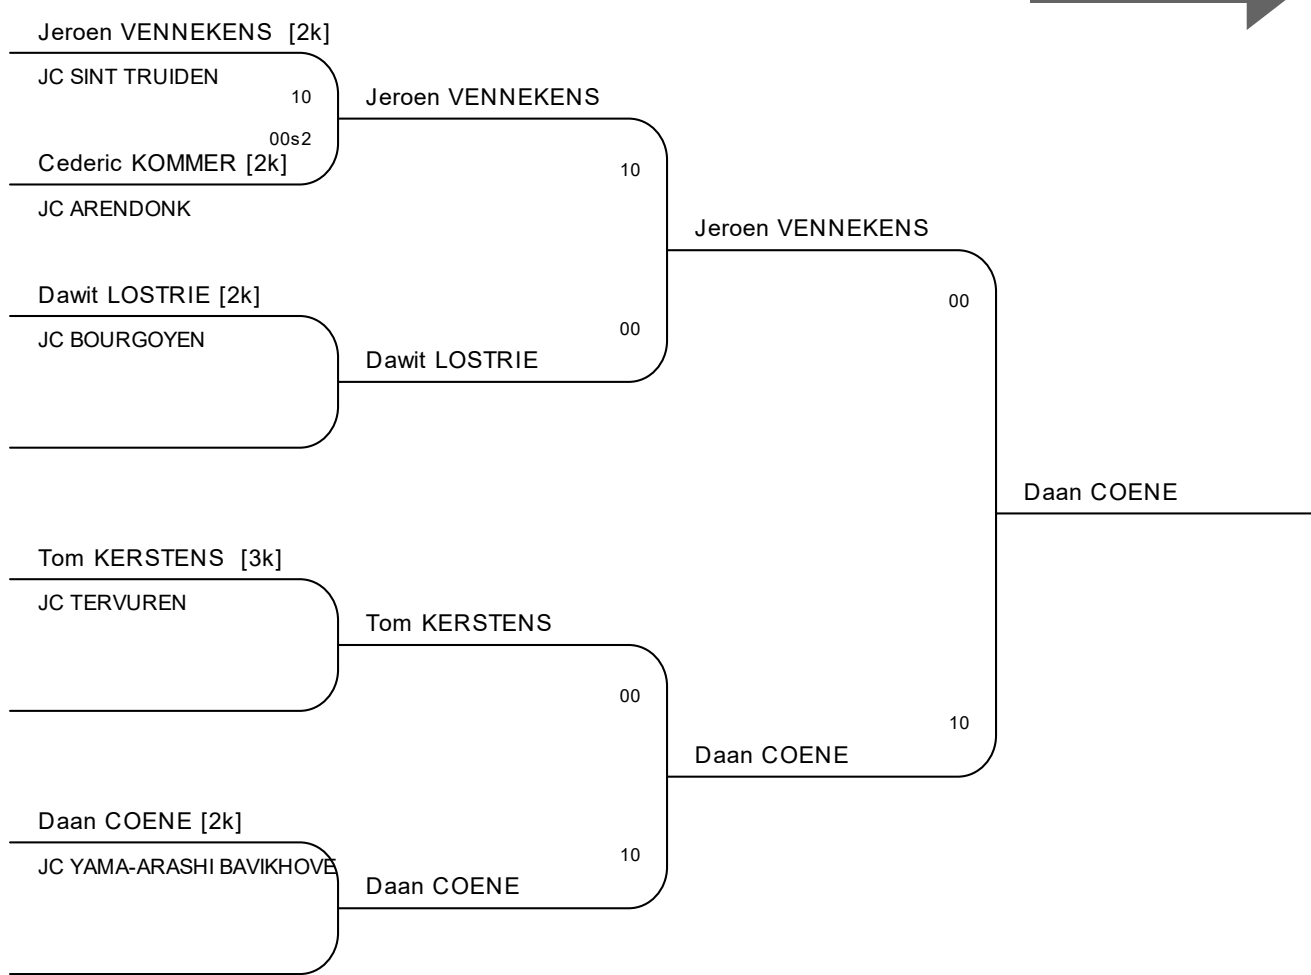 Jeroen VENNEKENS [2k]
JC SINT TRUIDEN
10
Jeroen VENNEKENS
00s2
Cederic KOMMER [2k]
10
JC ARENDONK
Jeroen VENNEKENS
Dawit LOSTRIE [2k]
00
JC BOURGOYEN
00
Dawit LOSTRIE
Daan COENE
Tom KERSTENS [3k]
JC TERVUREN
Tom KERSTENS
00
10
Daan COENE
Daan COENE [2k]
JC YAMA-ARASHI BAVIKHOVE
10
Daan COENE